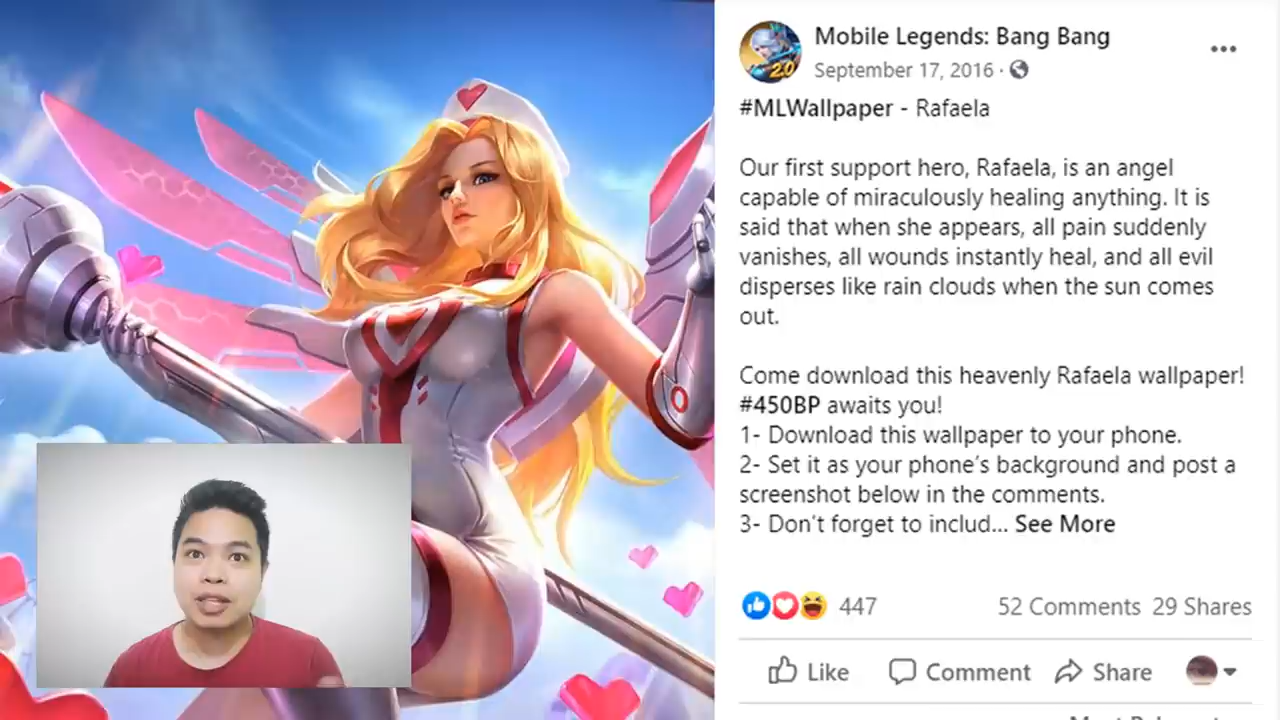 Mobile Legends: Bang Bang
September 17, 2016 ·
2.0
#MLWallpaper - Rafaela
Our first support hero, Rafaela, is an angel
capable of miraculously healing anything. It is
said that when she appears, all pain suddenly
vanishes, all wounds instantly heal, and all evil
disperses like rain clouds when the sun comes
out.
Come download this heavenly Rafaela wallpaper!
#450BP awaits you!
1- Download this wallpaper to your phone.
2- Set it as your phone's background and post a
screenshot below in the comments.
3- Don't forget to includ... See More
447
52 Comments 29 Shares
Like Comment Share